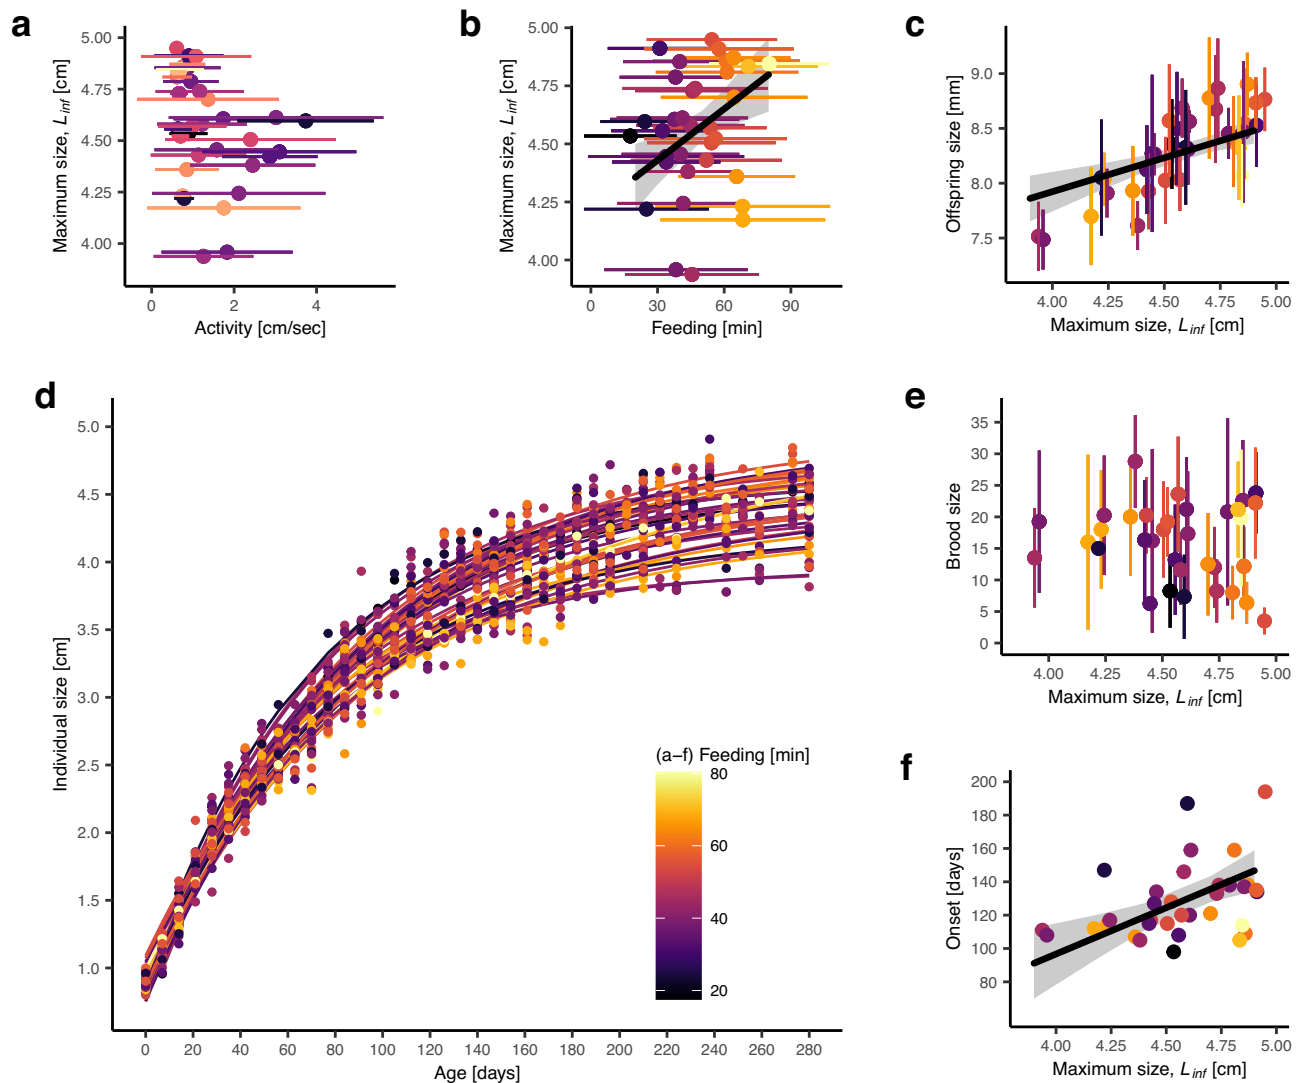 a
5.00
4.75
4.50
4.25
4.00
Maximum size, L_inf [cm]
0 2 4
Activity [cm/sec]
b
5.00
4.75
4.50
4.25
4.00
Maximum size, L_inf [cm]
0 30 60 90
Feeding [min]
c
9.0
8.5
8.0
7.5
Offspring size [mm]
4.00 4.25 4.50 4.75 5.00
Maximum size, L_inf [cm]
d
5.0
4.5
4.0
3.5
3.0
2.5
2.0
1.5
1.0
Individual size [cm]
0 20 40 60 80 100 120 140 160 180 200 220 240 260 280
Age [days]
(a−f) Feeding [min]
80
60
40
20
e
35
30
25
20
15
10
5
0
Brood size
4.00 4.25 4.50 4.75 5.00
Maximum size, L_inf [cm]
f
200
180
160
140
120
100
80
Onset [days]
4.00 4.25 4.50 4.75 5.00
Maximum size, L_inf [cm]